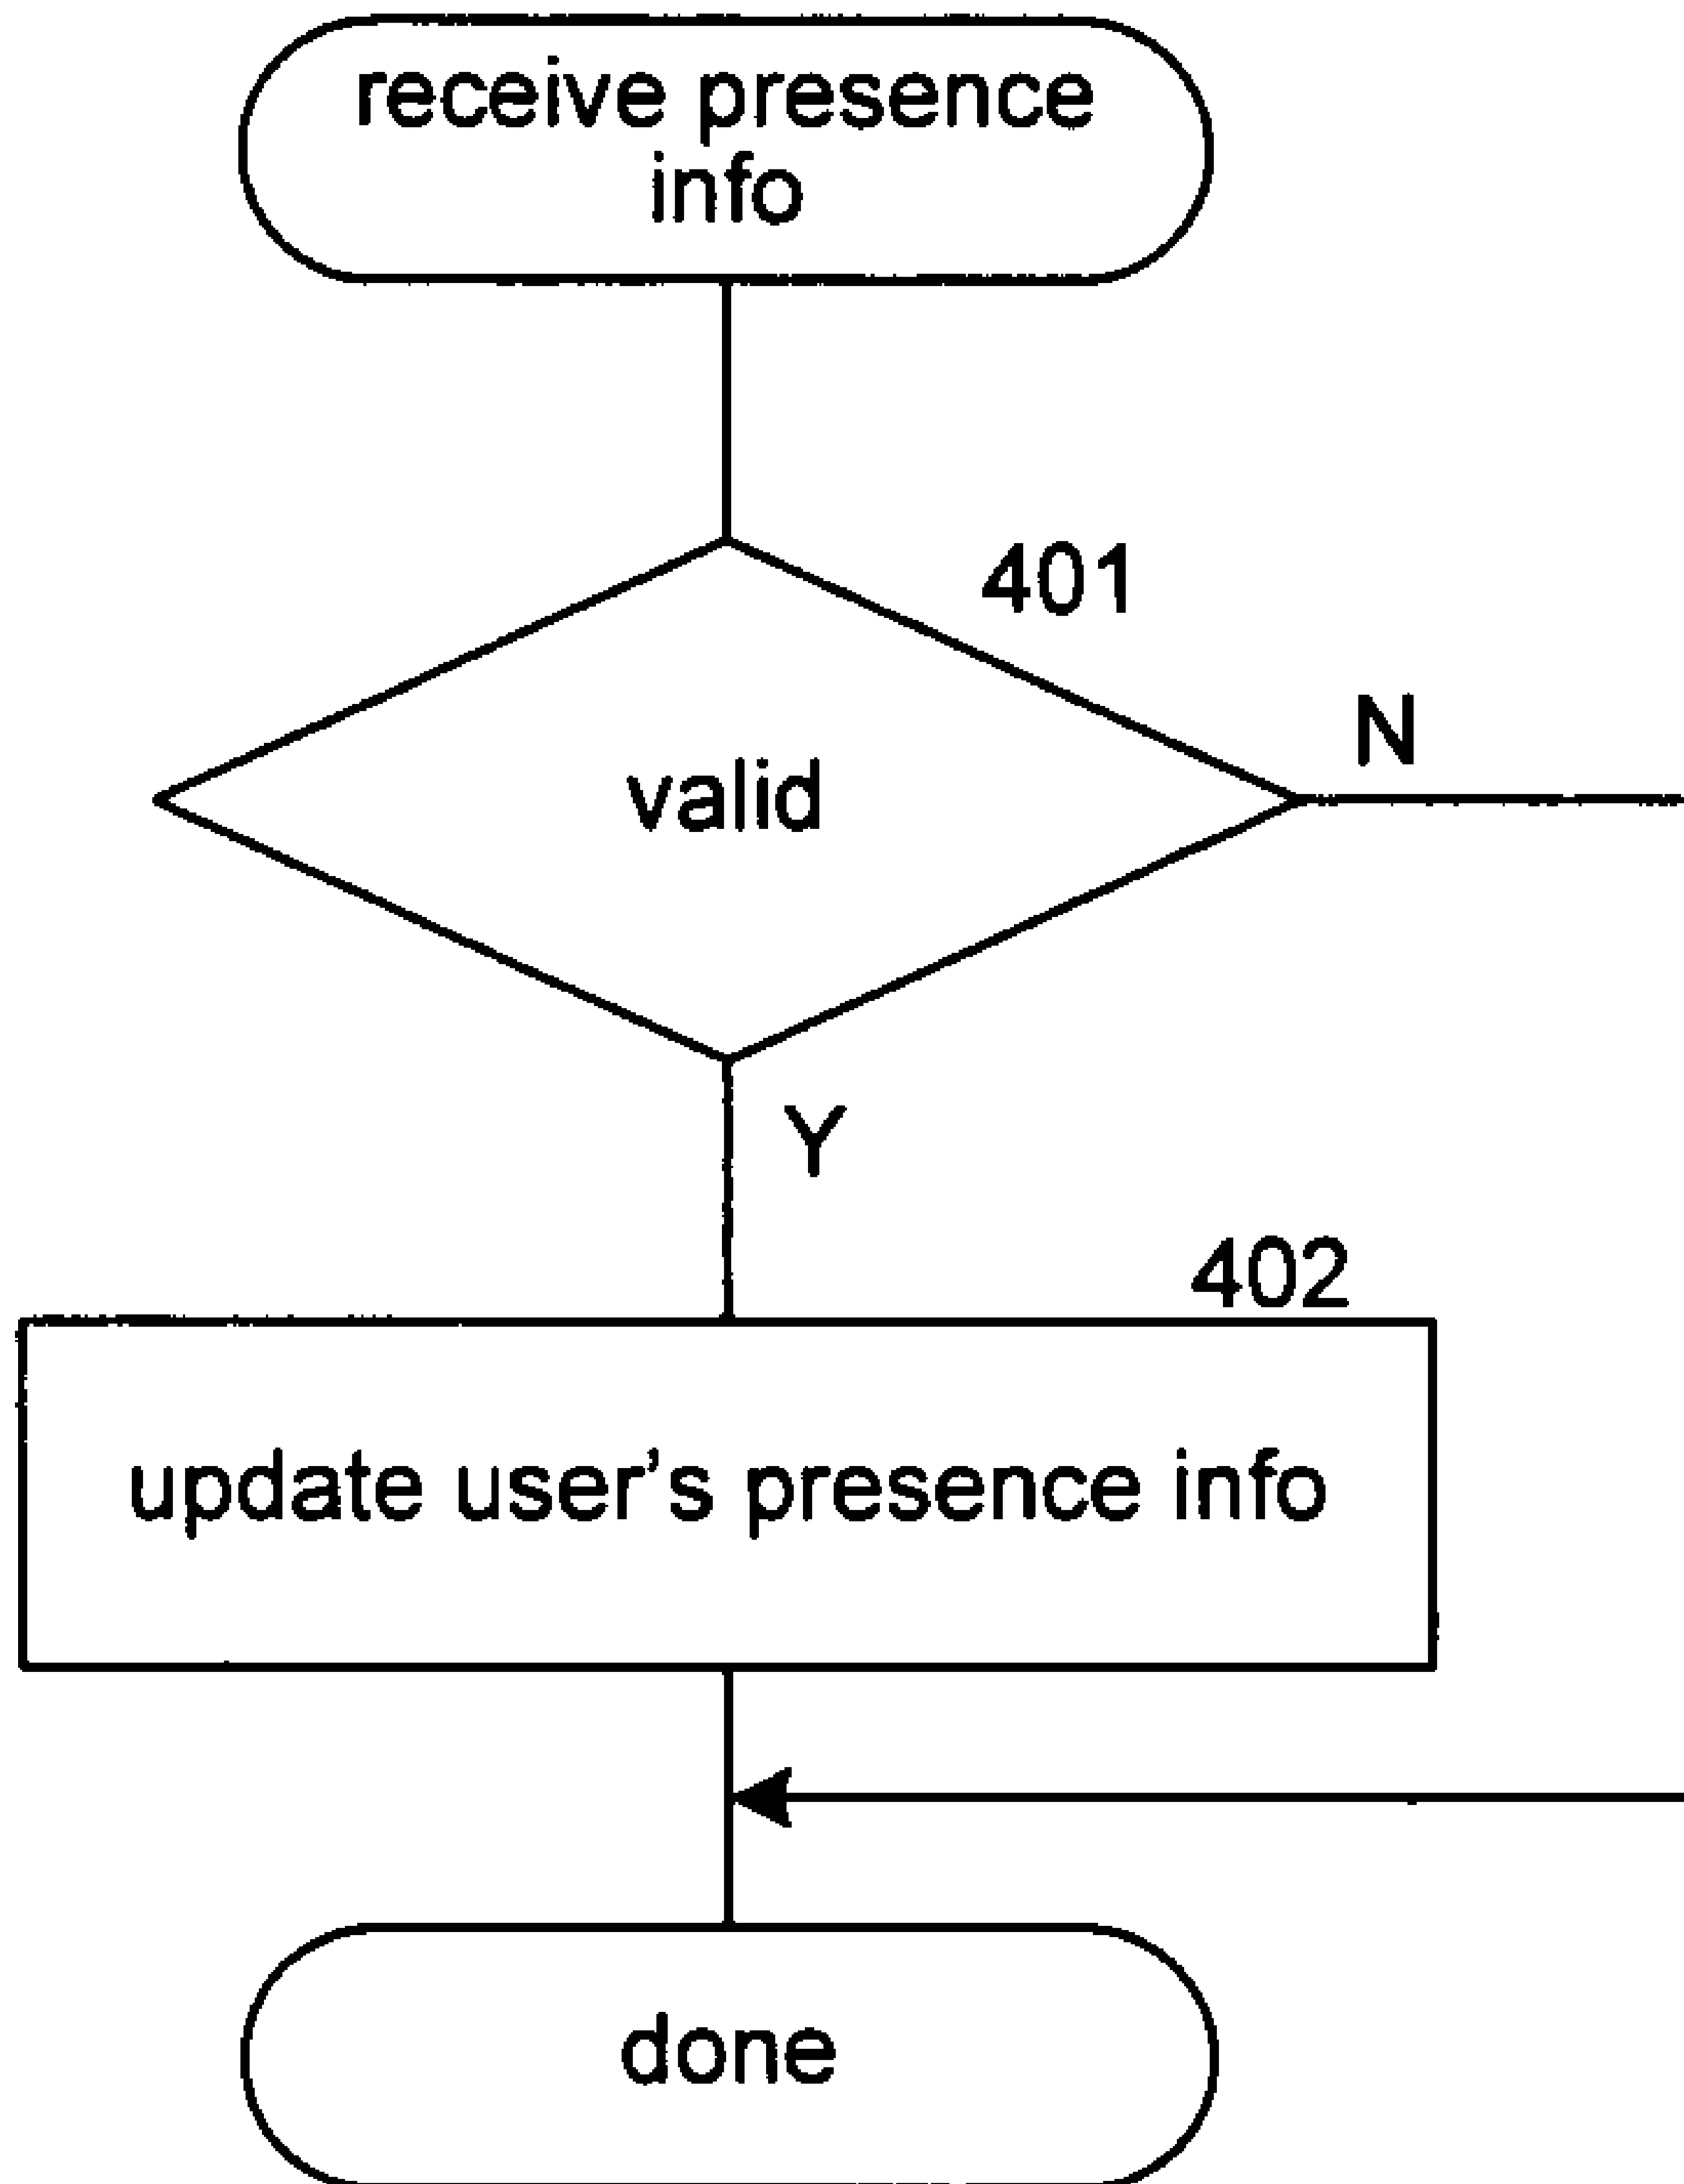 receive presence
info
401
N
valid
Y
402
update user's presence info
done